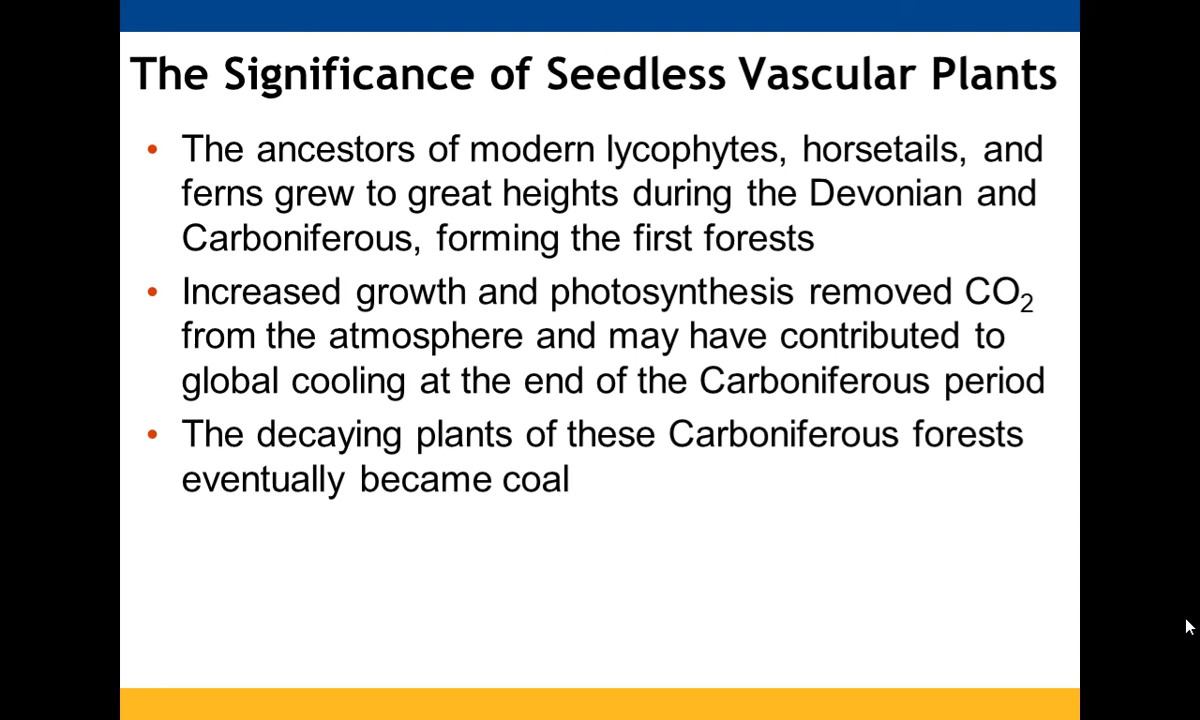 The Significance of Seedless Vascular Plants
• The ancestors of modern lycophytes, horsetails, and
ferns grew to great heights during the Devonian and
Carboniferous, forming the first forests
• Increased growth and photosynthesis removed CO₂
from the atmosphere and may have contributed to
global cooling at the end of the Carboniferous period
• The decaying plants of these Carboniferous forests
eventually became coal